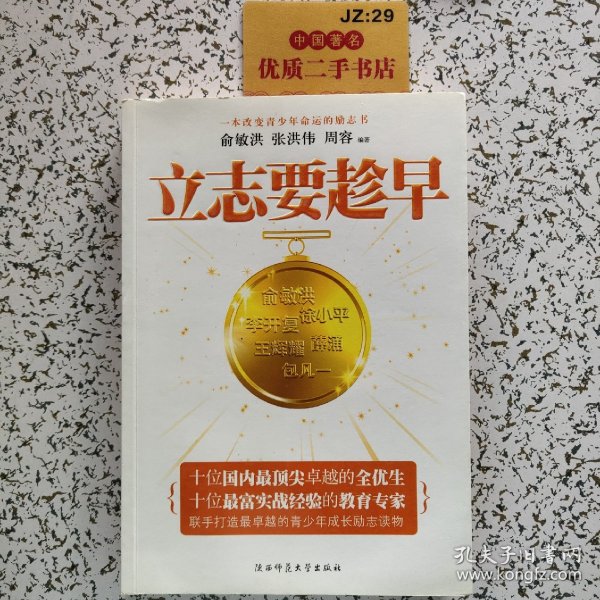 JZ:29
中国著名
优质二手书店
一本改变青少年命运的励志书
俞敏洪 张洪伟 周容 编著
立志要趁早
俞敏洪
李开复 徐小平
王辉耀 薛涌
包凡一
十位国内最顶尖卓越的全优生
十位最富实战经验的教育专家
联手打造最卓越的青少年成长励志读物
陕西师范大学出版社
孔夫子旧书网
www.kongfz.com